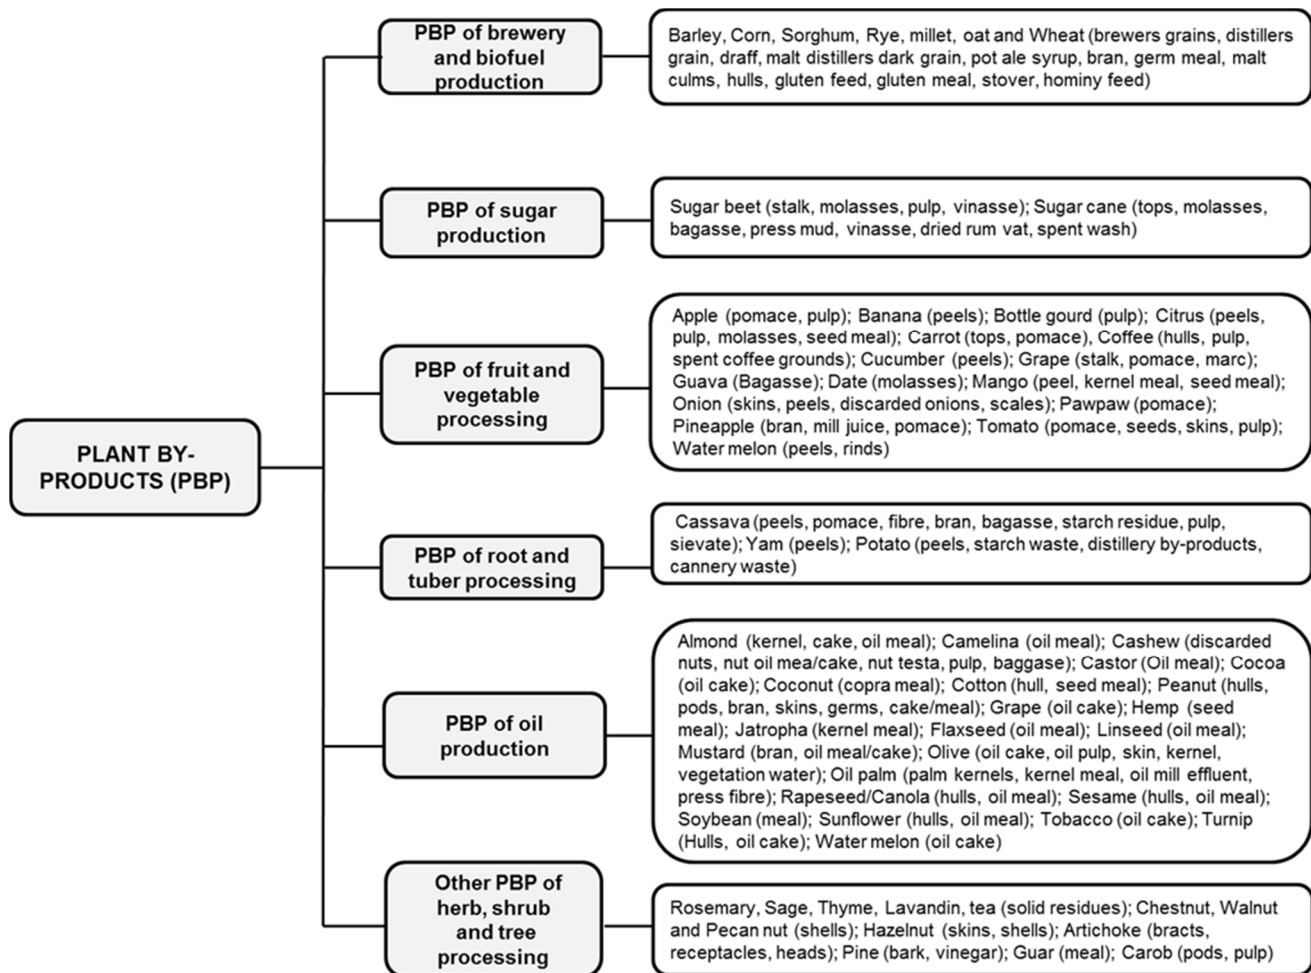 PLANT BY-
PRODUCTS (PBP)
PBP of brewery
and biofuel
production
Barley, Corn, Sorghum, Rye, millet, oat and Wheat (brewers grains, distillers
grain, draff, malt distillers dark grain, pot ale syrup, bran, germ meal, malt
culms, hulls, gluten feed, gluten meal, stover, hominy feed)
PBP of sugar
production
Sugar beet (stalk, molasses, pulp, vinasse); Sugar cane (tops, molasses,
bagasse, press mud, vinasse, dried rum vat, spent wash)
PBP of fruit and
vegetable
processing
Apple (pomace, pulp); Banana (peels); Bottle gourd (pulp); Citrus (peels,
pulp, molasses, seed meal); Carrot (tops, pomace), Coffee (hulls, pulp,
spent coffee grounds); Cucumber (peels); Grape (stalk, pomace, marc);
Guava (Bagasse); Date (molasses); Mango (peel, kernel meal, seed meal);
Onion (skins, peels, discarded onions, scales); Pawpaw (pomace);
Pineapple (bran, mill juice, pomace); Tomato (pomace, seeds, skins, pulp);
Water melon (peels, rinds)
PBP of root and
tuber processing
Cassava (peels, pomace, fibre, bran, bagasse, starch residue, pulp,
sievate); Yam (peels); Potato (peels, starch waste, distillery by-products,
cannery waste)
PBP of oil
production
Almond (kernel, cake, oil meal); Camelina (oil meal); Cashew (discarded
nuts, nut oil mea/cake, nut testa, pulp, baggase); Castor (Oil meal); Cocoa
(oil cake); Coconut (copra meal); Cotton (hull, seed meal); Peanut (hulls,
pods, bran, skins, germs, cake/meal); Grape (oil cake); Hemp (seed
meal); Jatropha (kernel meal); Flaxseed (oil meal); Linseed (oil meal);
Mustard (bran, oil meal/cake); Olive (oil cake, oil pulp, skin, kernel,
vegetation water); Oil palm (palm kernels, kernel meal, oil mill effluent,
press fibre); Rapeseed/Canola (hulls, oil meal); Sesame (hulls, oil meal);
Soybean (meal); Sunflower (hulls, oil meal); Tobacco (oil cake); Turnip
(Hulls, oil cake); Water melon (oil cake)
Other PBP of
herb, shrub
and tree
processing
Rosemary, Sage, Thyme, Lavandin, tea (solid residues); Chestnut, Walnut
and Pecan nut (shells); Hazelnut (skins, shells); Artichoke (bracts,
receptacles, heads); Pine (bark, vinegar); Guar (meal); Carob (pods, pulp)